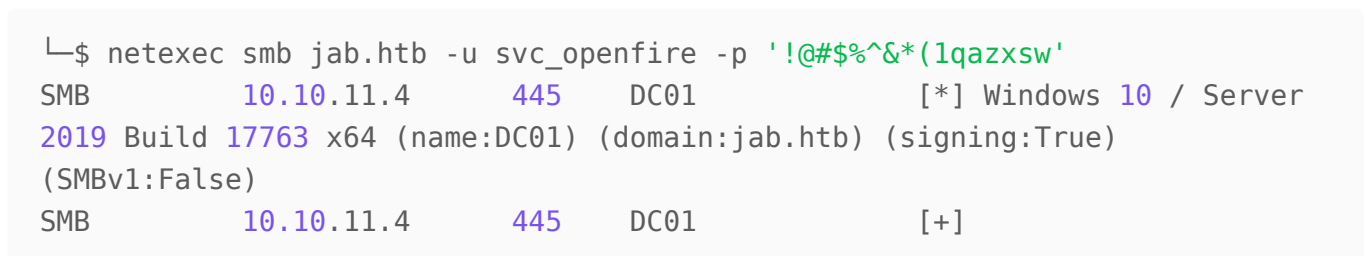 └─$ netexec smb jab.htb -u svc_openfire -p '!@#$%^&*(1qazxsw'
SMB         10.10.11.4      445    DC01             [*] Windows 10 / Server
2019 Build 17763 x64 (name:DC01) (domain:jab.htb) (signing:True)
(SMBv1:False)
SMB         10.10.11.4      445    DC01             [+]